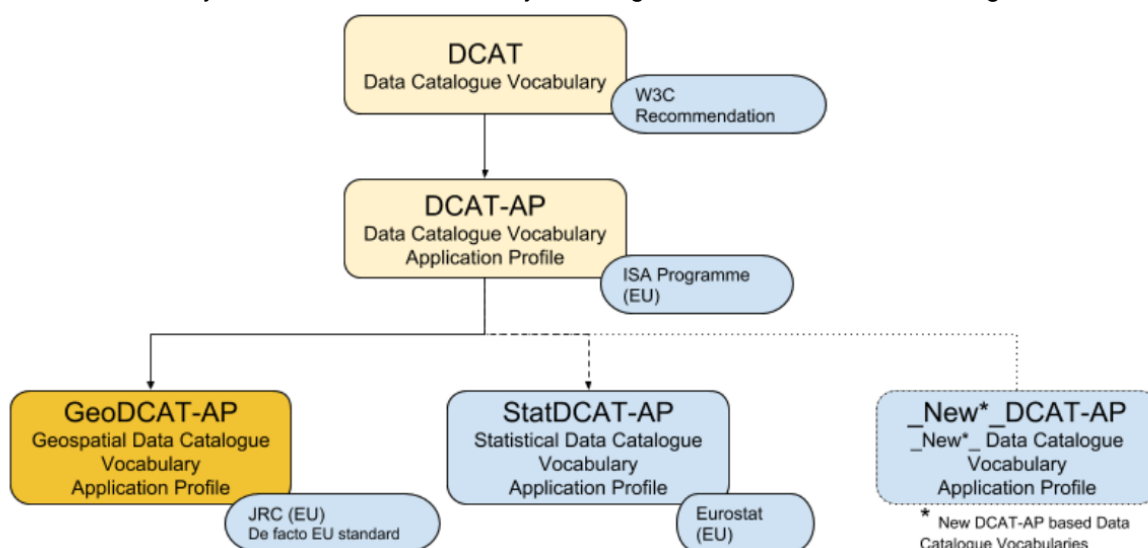 DCAT
Data Catalogue Vocabulary
W3C
Recommendation
DCAT-AP
Data Catalogue Vocabulary
Application Profile
ISA Programme
(EU)
GeoDCAT-AP
Geospatial Data Catalogue
Vocabulary
Application Profile
JRC (EU)
De facto EU standard
StatDCAT-AP
Statistical Data Catalogue
Vocabulary
Application Profile
Eurostat
(EU)
_New*_DCAT-AP
_New*_ Data Catalogue
Vocabulary
Application Profile
* New DCAT-AP based Data
Catalogue Vocabularies